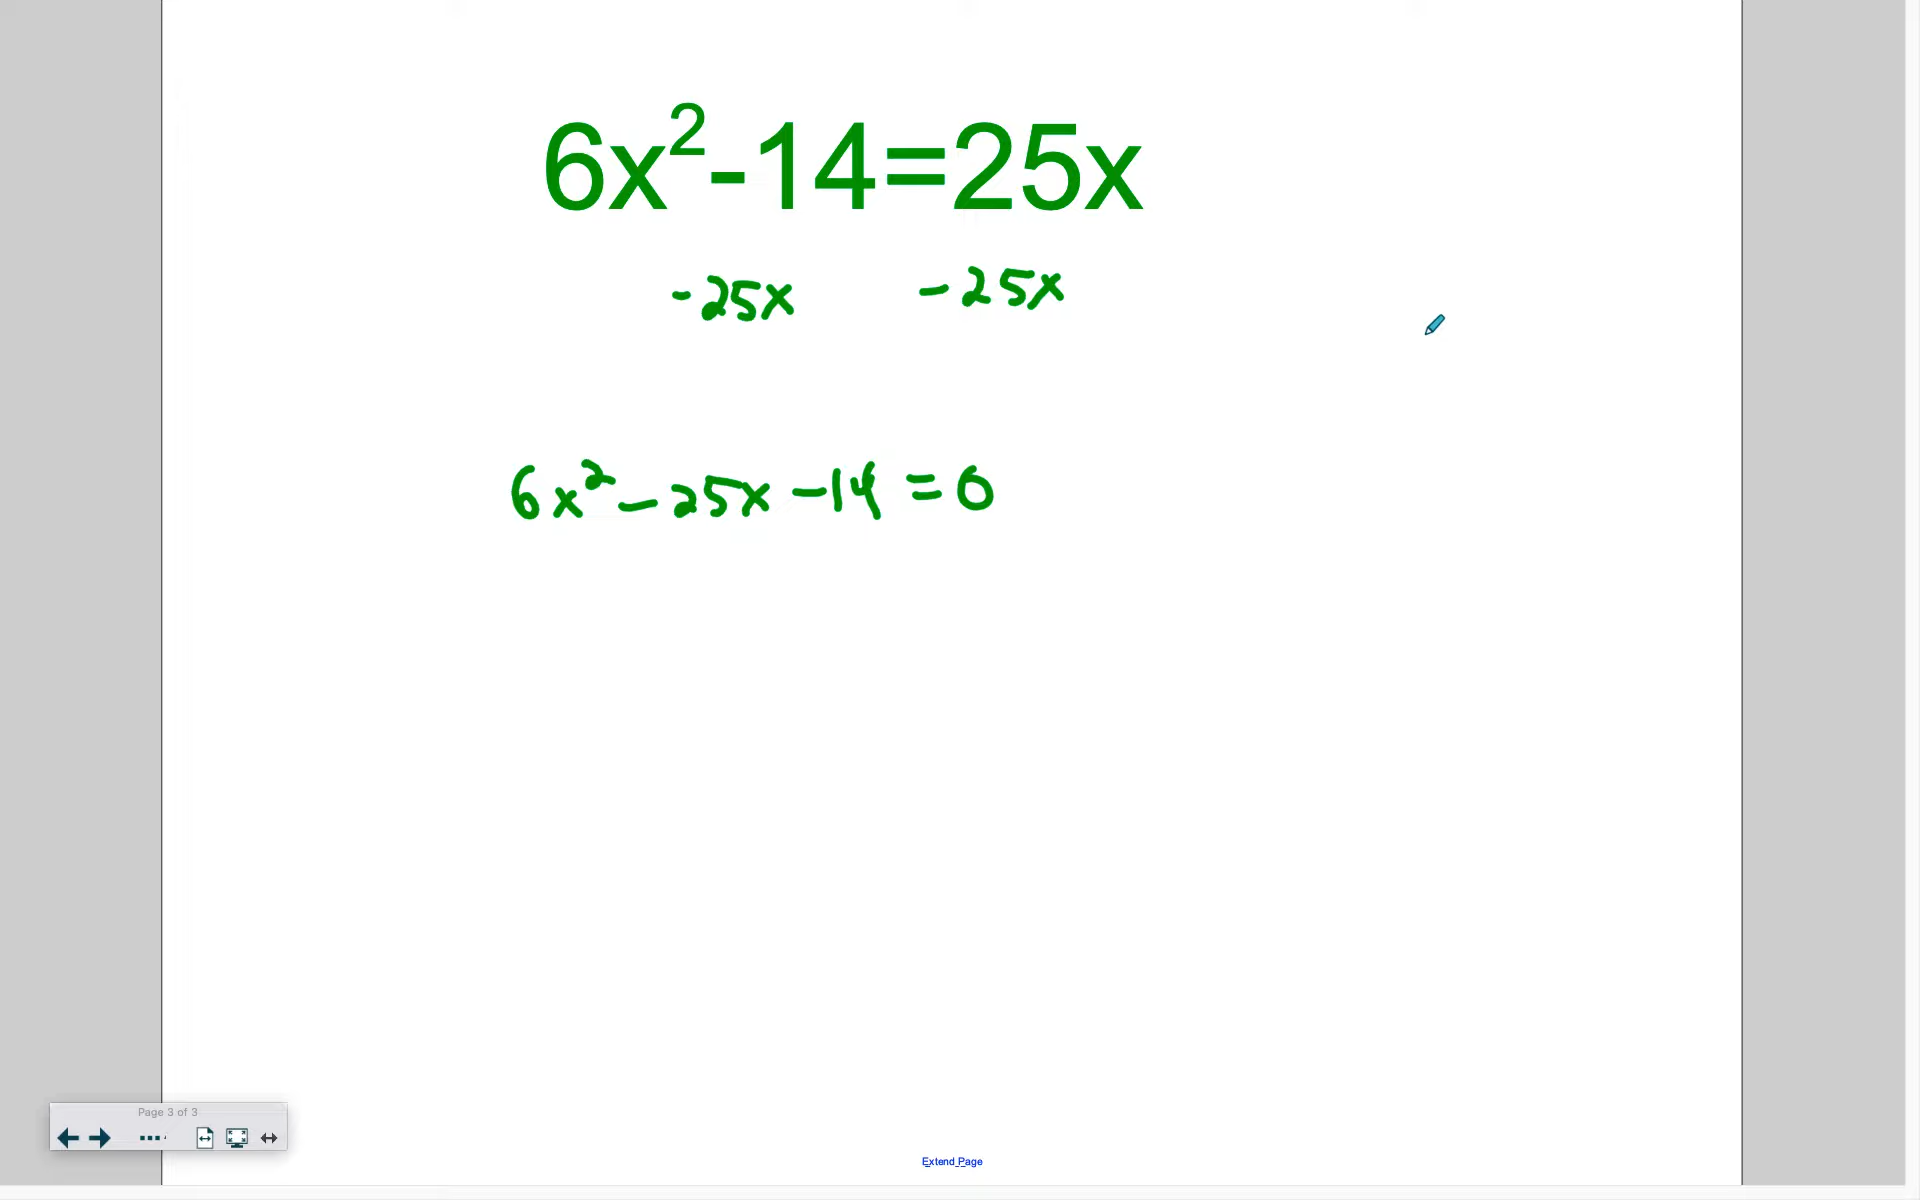 6x²-14=25x
-25x -25x
6x² - 25x - 14 = 0
Page 3 of 3
Extend Page